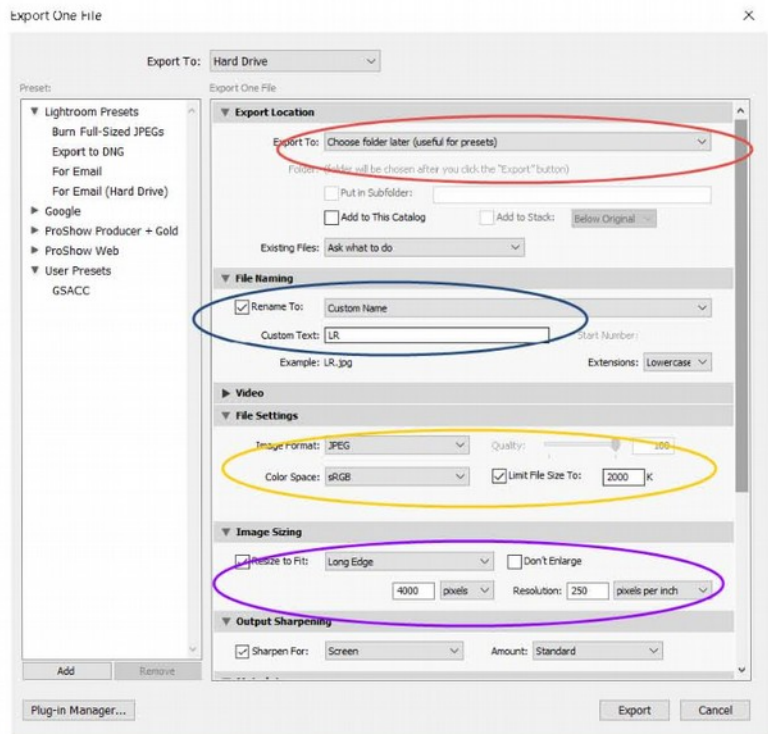 Export One File
Export To: Hard Drive
Preset:
Export One File
Lightroom Presets
Burn Full-Sized JPEGs
Export to DNG
For Email
For Email (Hard Drive)
Google
ProShow Producer + Gold
ProShow Web
User Presets
GSACC
Add Remove
Export Location
Export To: Choose folder later (useful for presets)
Folder: (folder will be chosen after you click the "Export" button)
Put in Subfolder:
Add to This Catalog Add to Stack: Below Original
Existing Files: Ask what to do
File Naming
Rename To: Custom Name
Custom Text: LR Start Number:
Example: LR.jpg Extensions: Lowercase
Video
File Settings
Image Format: JPEG Quality: 100
Color Space: sRGB Limit File Size To: 2000 K
Image Sizing
Resize to Fit: Long Edge Don't Enlarge
4000 pixels Resolution: 250 pixels per inch
Output Sharpening
Sharpen For: Screen Amount: Standard
Plug-in Manager... Export Cancel